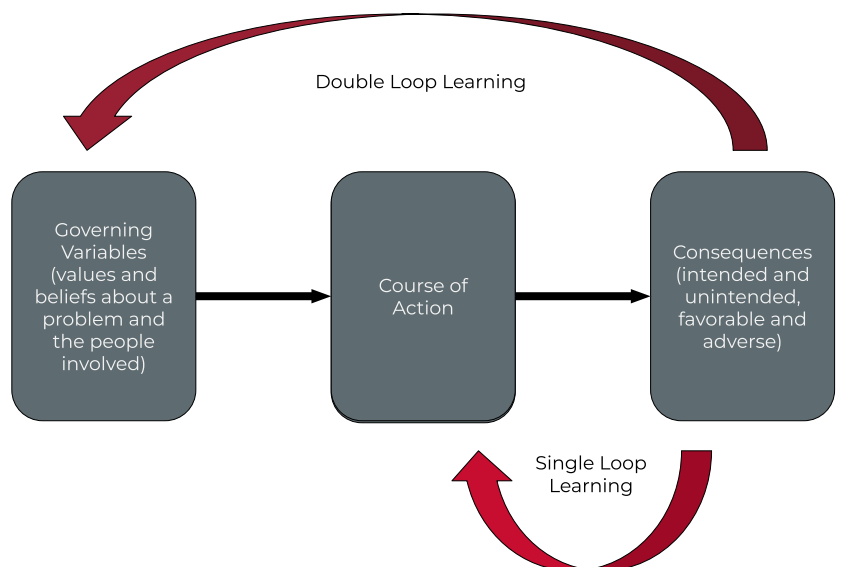 Double Loop Learning
Governing
Variables
(values and
beliefs about a
problem and
the people
involved)
Course of
Action
Consequences
(intended and
unintended,
favorable and
adverse)
Single Loop
Learning